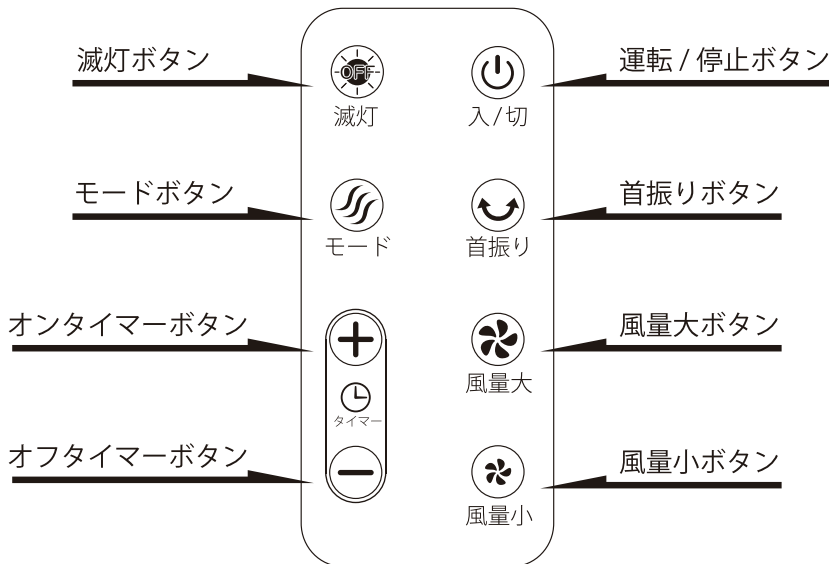 滅灯ボタン
運転/停止ボタン
OFF
滅灯
入/切
モードボタン
首振りボタン
モード
首振り
オンタイマーボタン
風量大ボタン
風量大
タイマー
オフタイマーボタン
風量小ボタン
風量小